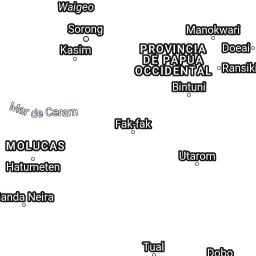 Waigeo
Sorong
Manokwari
Kasim
PROVINCIA
DE PAPÚA
OCCIDENTAL
Doeai
Ransiki
Bintuni
Mar de Ceram
Fak-fak
MOLUCAS
Hatumeten
Utarom
Banda Neira
Tual
Dobo